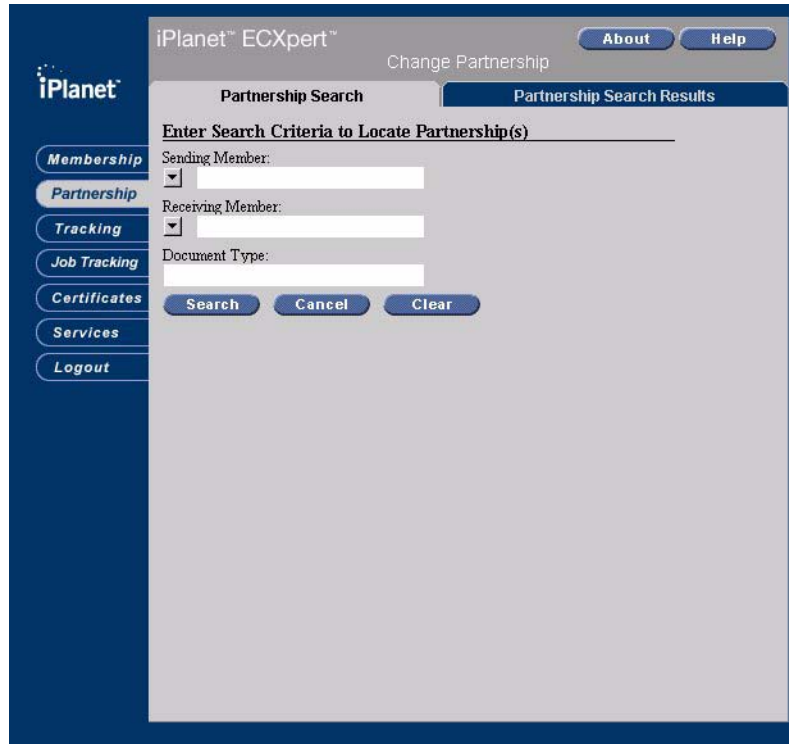 iPlanet™ ECXpert™
About
Help
Change Partnership
iPlanet™
Partnership Search
Partnership Search Results
Enter Search Criteria to Locate Partnership(s)
Membership
Partnership
Tracking
Job Tracking
Certificates
Services
Logout
Sending Member:
Receiving Member:
Document Type:
Search
Cancel
Clear